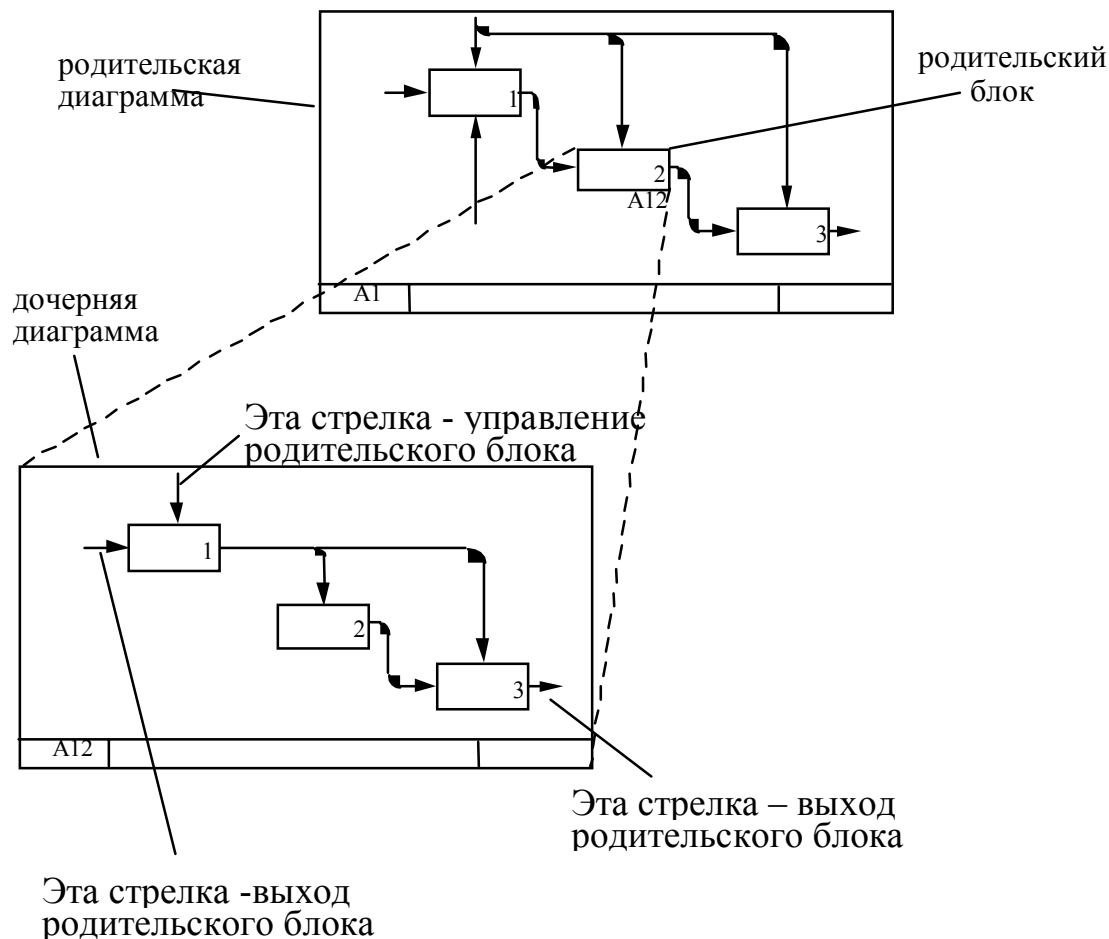 родительская
диаграмма
родительский
блок
1
2
A12
3
A1
дочерняя
диаграмма
Эта стрелка - управление
родительского блока
1
2
3
A12
Эта стрелка – выход
родительского блока
Эта стрелка -выход
родительского блока